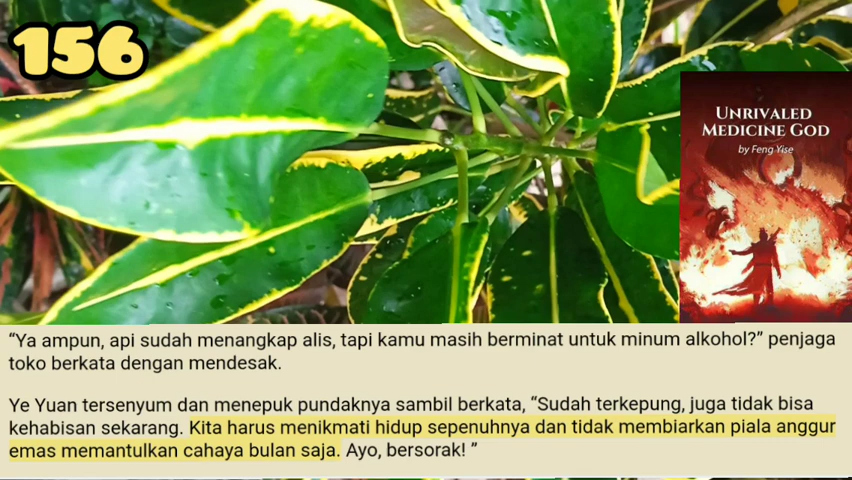 156
UNRIVALED
MEDICINE GOD
by Feng Yise
“Ya ampun, api sudah menangkap alis, tapi kamu masih berminat untuk minum alkohol?” penjaga
toko berkata dengan mendesak.
Ye Yuan tersenyum dan menepuk pundaknya sambil berkata, “Sudah terkepung, juga tidak bisa
kehabisan sekarang. Kita harus menikmati hidup sepenuhnya dan tidak membiarkan piala anggur
emas memantulkan cahaya bulan saja. Ayo, bersorak! ”